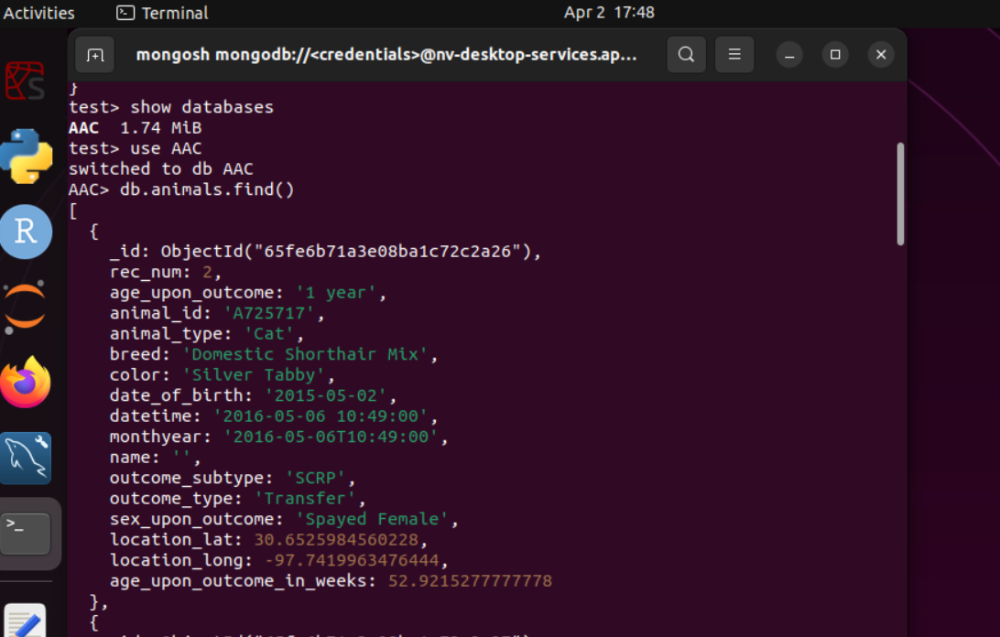 Activities
Terminal
Apr 2 17:48
mongosh mongodb://<credentials>@nv-desktop-services.ap...
}
test> show databases
AAC 1.74 MiB
test> use AAC
switched to db AAC
AAC> db.animals.find()
[
{
_id: ObjectId("65fe6b71a3e08ba1c72c2a26"),
rec_num: 2,
age_upon_outcome: '1 year',
animal_id: 'A725717',
animal_type: 'Cat',
breed: 'Domestic Shorthair Mix',
color: 'Silver Tabby',
date_of_birth: '2015-05-02',
datetime: '2016-05-06 10:49:00',
monthyear: '2016-05-06T10:49:00',
name: '',
outcome_subtype: 'SCRP',
outcome_type: 'Transfer',
sex_upon_outcome: 'Spayed Female',
location_lat: 30.6525984560228,
location_long: -97.7419963476444,
age_upon_outcome_in_weeks: 52.9215277777778
},
{